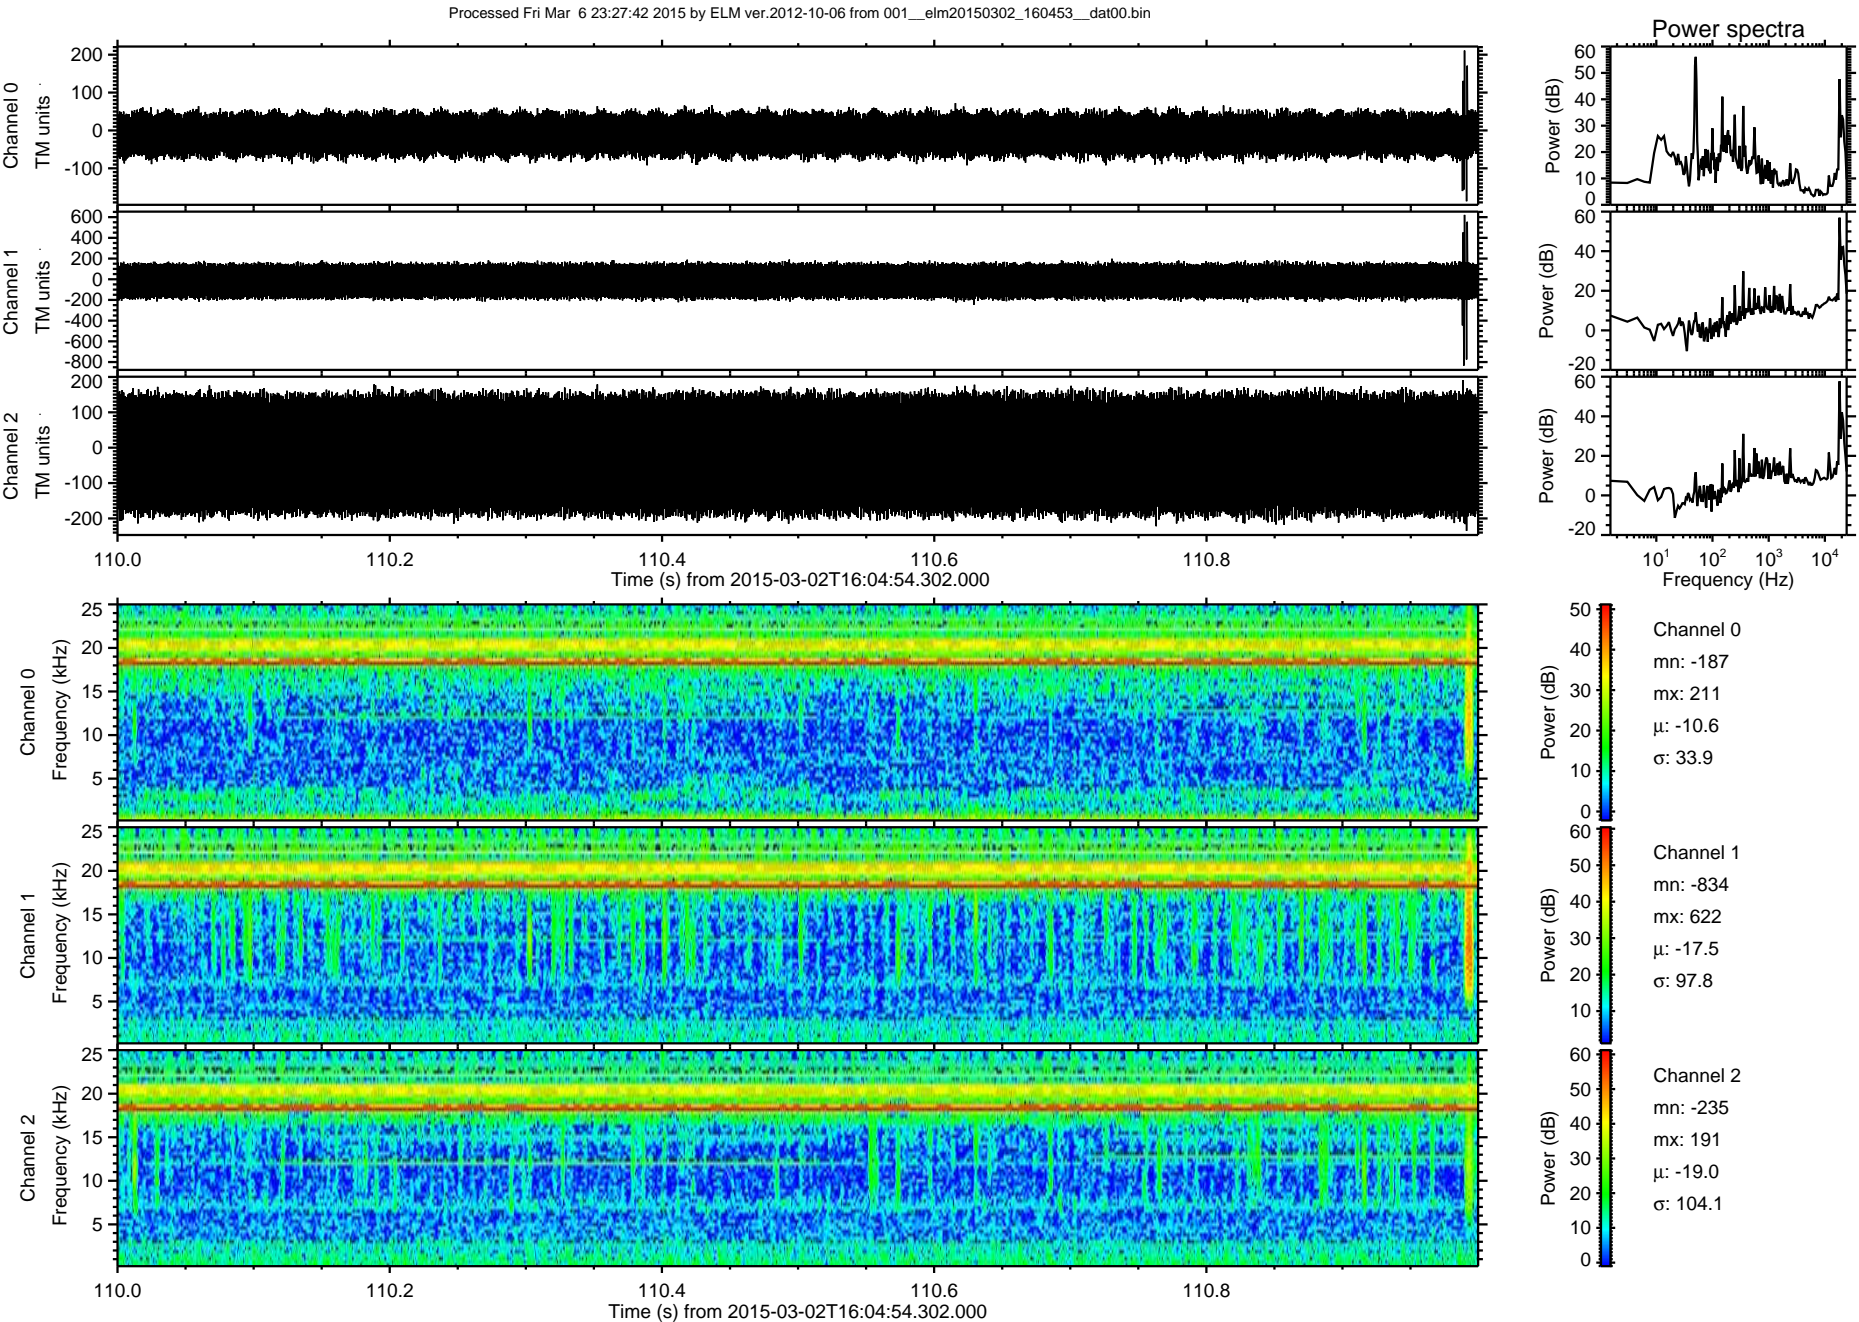 Processed Fri Mar  6 23:27:42 2015 by ELM ver.2012-10-06 from 001__elm20150302_160453__dat00.bin
Power spectra
Channel 0
TM units
200
100
0
-100
Power (dB)
60
50
40
30
20
10
0
Channel 1
TM units
600
400
200
0
-200
-400
-600
-800
Power (dB)
60
40
20
0
-20
Channel 2
TM units
200
100
0
-100
-200
Power (dB)
60
40
20
0
-20
110.0 110.2 110.4 110.6 110.8
Time (s) from 2015-03-02T16:04:54.302.000
10¹ 10² 10³ 10⁴
Frequency (Hz)
Channel 0
Frequency (kHz)
25
20
15
10
5
Power (dB)
50
40
30
20
10
0
Channel 0
mn: -187
mx: 211
µ: -10.6
σ: 33.9
Channel 1
Frequency (kHz)
25
20
15
10
5
Power (dB)
60
50
40
30
20
10
Channel 1
mn: -834
mx: 622
µ: -17.5
σ: 97.8
Channel 2
Frequency (kHz)
25
20
15
10
5
Power (dB)
60
50
40
30
20
10
0
Channel 2
mn: -235
mx: 191
µ: -19.0
σ: 104.1
110.0 110.2 110.4 110.6 110.8
Time (s) from 2015-03-02T16:04:54.302.000